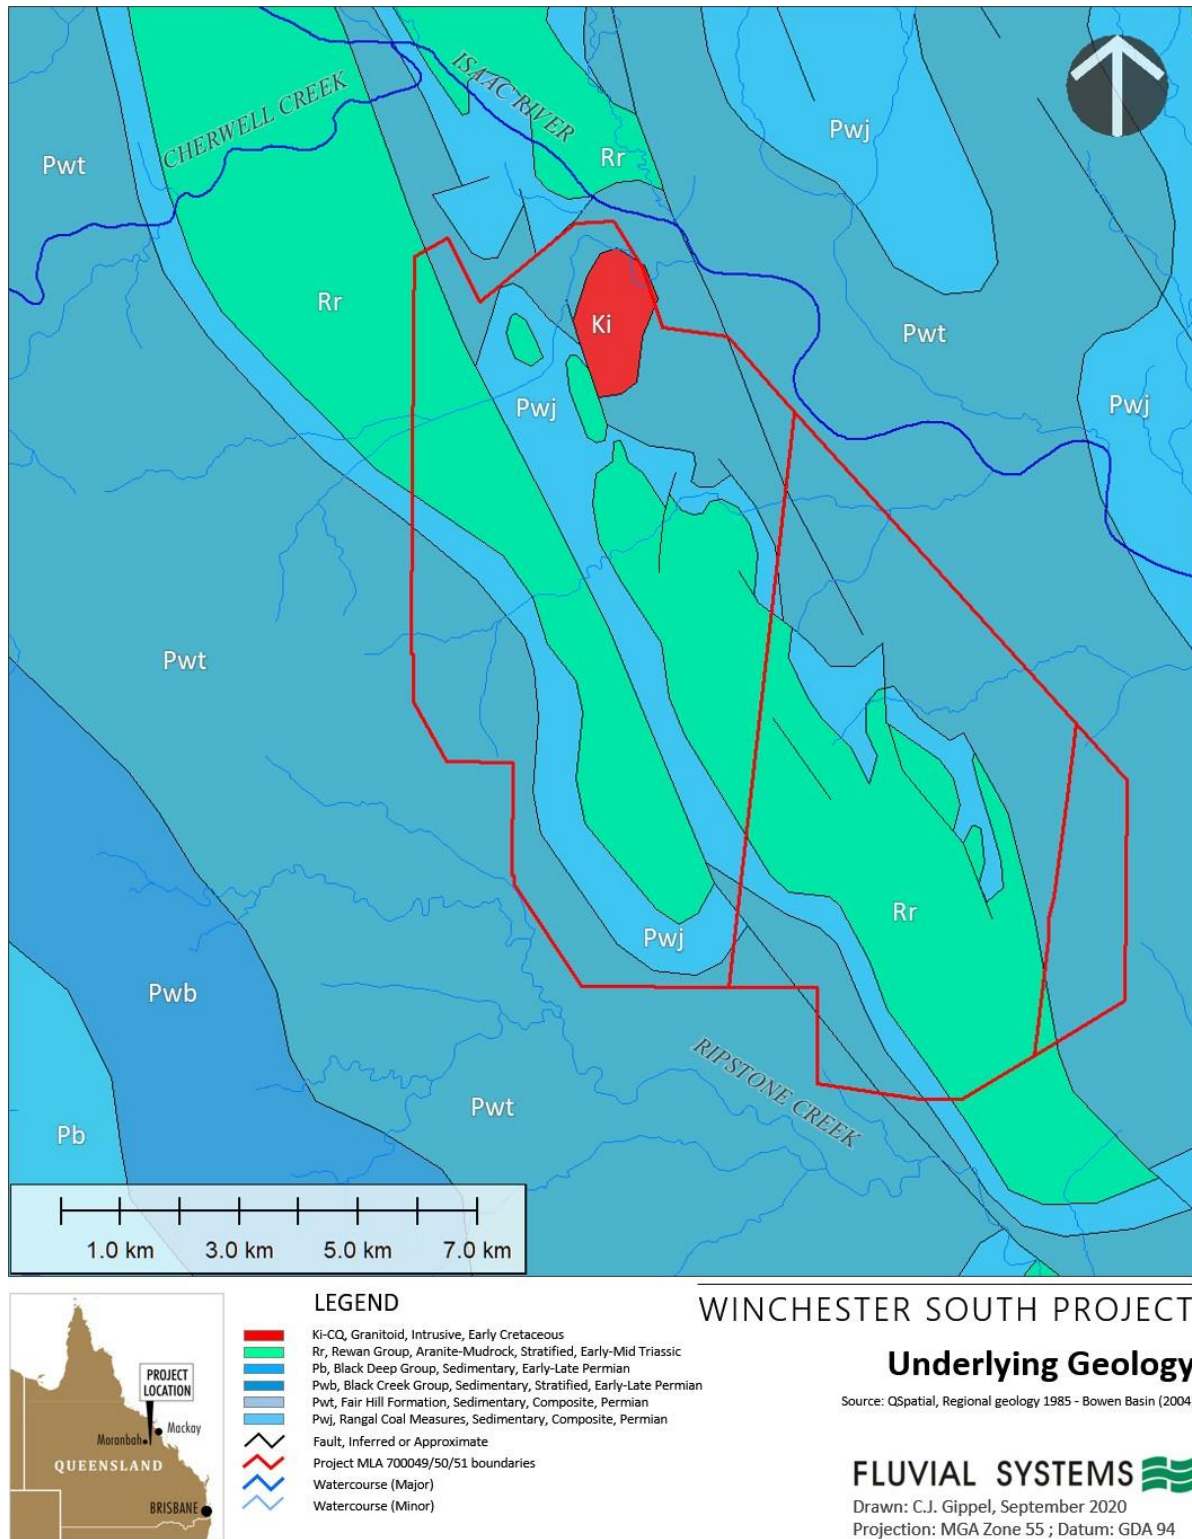 CHERWELL CREEK
ISAAC RIVER
Pwt
Pwj
Rr
Rr
Ki
Pwt
Pwj
Pwj
Pwt
Rr
Pwj
Pwb
RIPSTONE CREEK
Pwt
Pb
1.0 km 3.0 km 5.0 km 7.0 km
PROJECT
LOCATION
Mackay
Moranbah
QUEENSLAND
BRISBANE
LEGEND
Ki-CQ, Granitoid, Intrusive, Early Cretaceous
Rr, Rewan Group, Aranite-Mudrock, Stratified, Early-Mid Triassic
Pb, Black Deep Group, Sedimentary, Early-Late Permian
Pwb, Black Creek Group, Sedimentary, Stratified, Early-Late Permian
Pwt, Fair Hill Formation, Sedimentary, Composite, Permian
Pwj, Rangal Coal Measures, Sedimentary, Composite, Permian
Fault, Inferred or Approximate
Project MLA 700049/50/51 boundaries
Watercourse (Major)
Watercourse (Minor)
WINCHESTER SOUTH PROJECT
Underlying Geology
Source: QSpatial, Regional geology 1985 - Bowen Basin (2004
FLUVIAL SYSTEMS
Drawn: C.J. Gippel, September 2020
Projection: MGA Zone 55 ; Datum: GDA 94